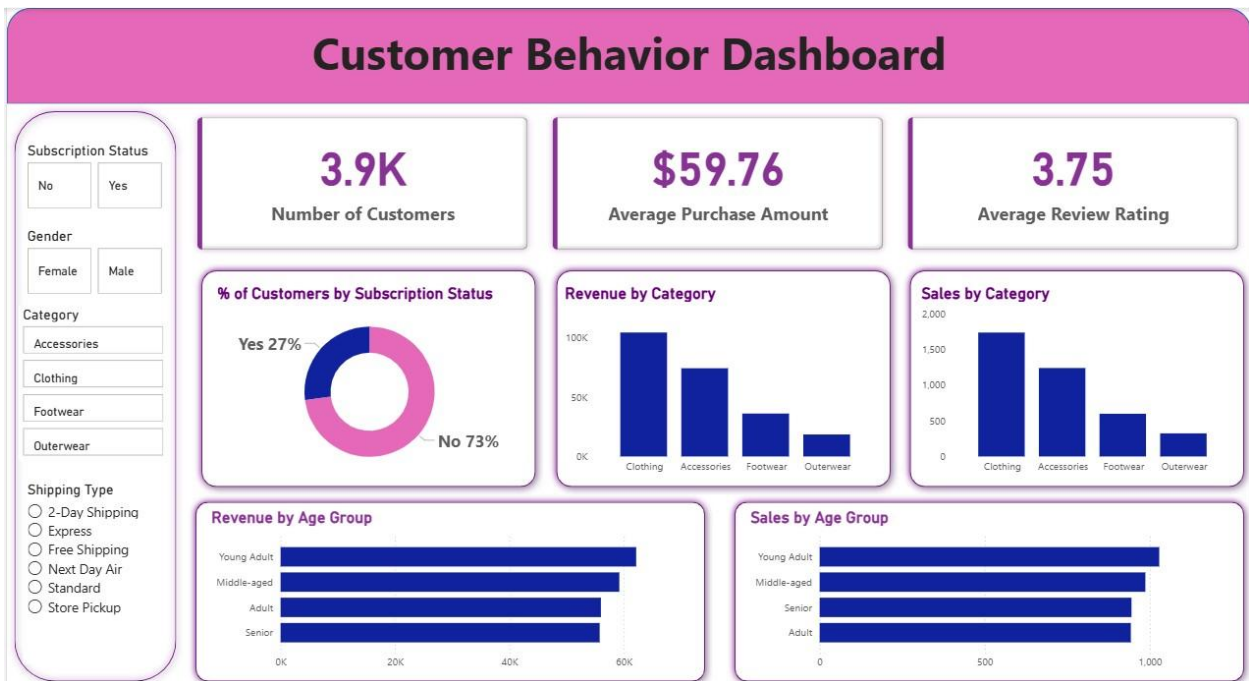 Customer Behavior Dashboard
Subscription Status
No
Yes
Gender
Female
Male
Category
Accessories
Clothing
Footwear
Outerwear
Shipping Type
2-Day Shipping
Express
Free Shipping
Next Day Air
Standard
Store Pickup
3.9K
Number of Customers
$59.76
Average Purchase Amount
3.75
Average Review Rating
% of Customers by Subscription Status
Yes 27%
No 73%
Revenue by Category
100K
50K
0K
Clothing Accessories Footwear Outerwear
Sales by Category
2,000
1,500
1,000
500
0
Clothing Accessories Footwear Outerwear
Revenue by Age Group
Young Adult
Middle-aged
Adult
Senior
0K 20K 40K 60K
Sales by Age Group
Young Adult
Middle-aged
Senior
Adult
0 500 1,000